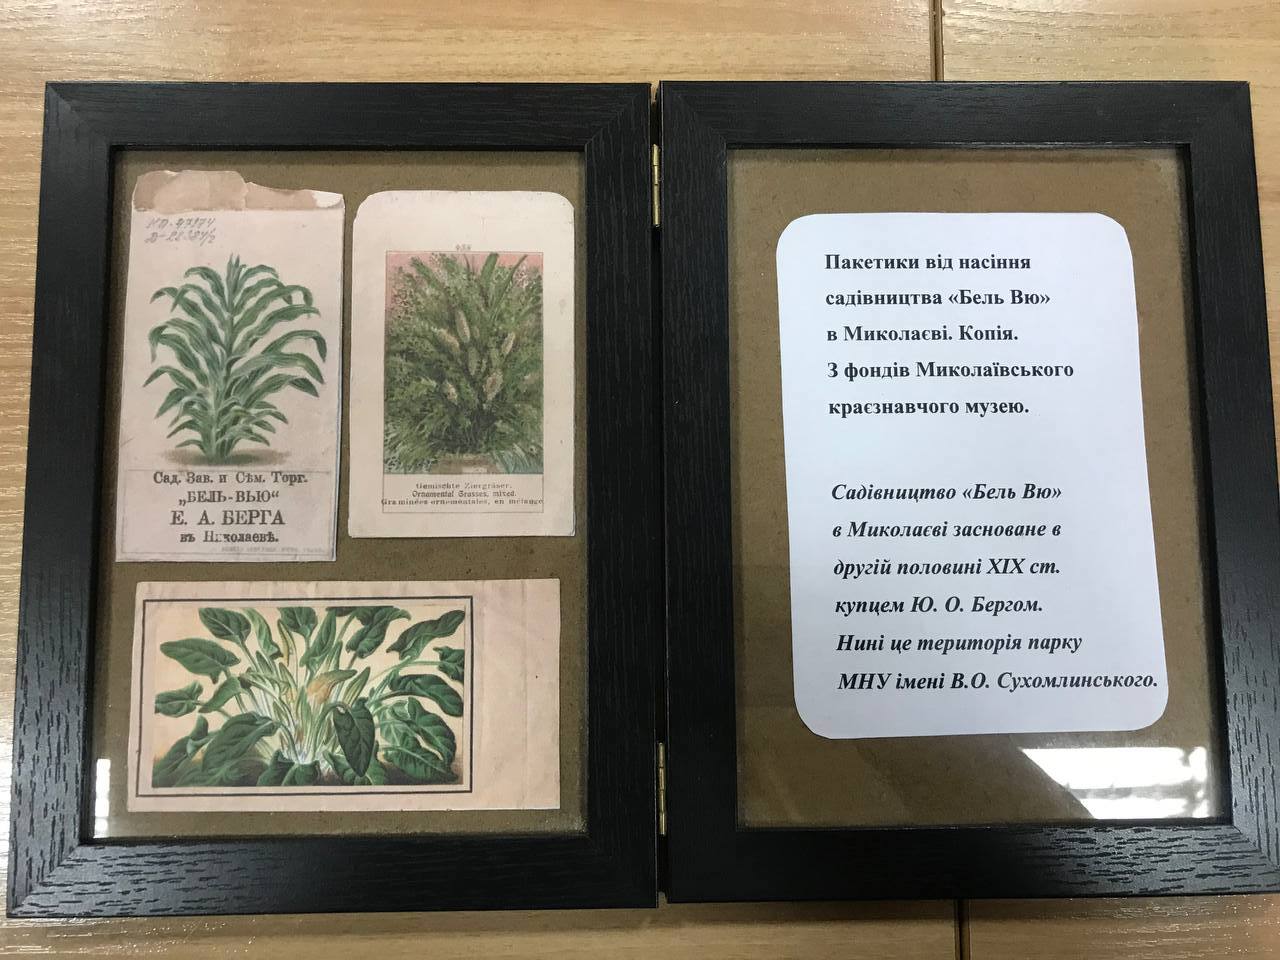 КП-47874
Сад. Зав. и Сѣм. Торг.
„БЕЛЬ-ВЬЮ“
Е. А. БЕРГА
въ Николаевѣ.
Gemischte Ziergräser.
Ornamental Grasses, mixed.
Graminées ornementales, en mélange
Пакетики від насіння
садівництва «Бель Вю»
в Миколаєві. Копія.
З фондів Миколаївського
краєзнавчого музею.
Садівництво «Бель Вю»
в Миколаєві засноване в
другій половині ХІХ ст.
купцем Ю. О. Бергом.
Нині це територія парку
МНУ імені В.О. Сухомлинського.